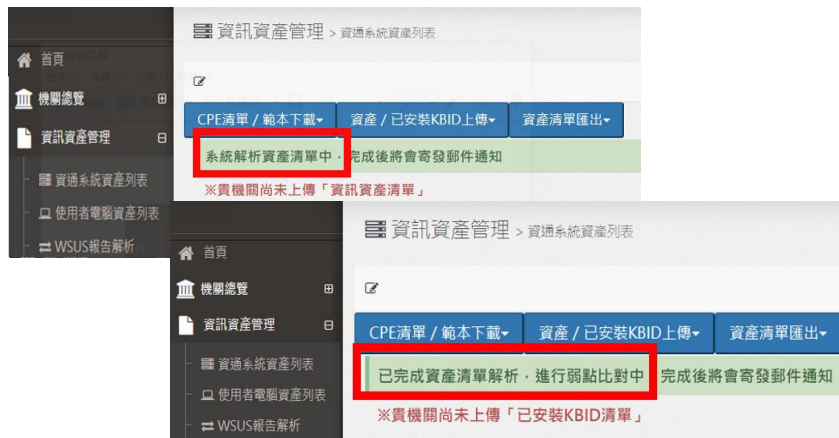 資訊資產管理 > 資通系統資產列表
首頁
機關總覽
資訊資產管理
資通系統資產列表
使用者電腦資產列表
WSUS報告解析
CPE清單 / 範本下載 資產 / 已安裝KBID上傳 資產清單匯出
系統解析資產清單中，完成後將會寄發郵件通知
※貴機關尚未上傳「資訊資產清單」
資訊資產管理 > 資通系統資產列表
首頁
機關總覽
資訊資產管理
資通系統資產列表
使用者電腦資產列表
WSUS報告解析
CPE清單 / 範本下載 資產 / 已安裝KBID上傳 資產清單匯出
已完成資產清單解析，進行弱點比對中 完成後將會寄發郵件通知
※貴機關尚未上傳「已安裝KBID清單」